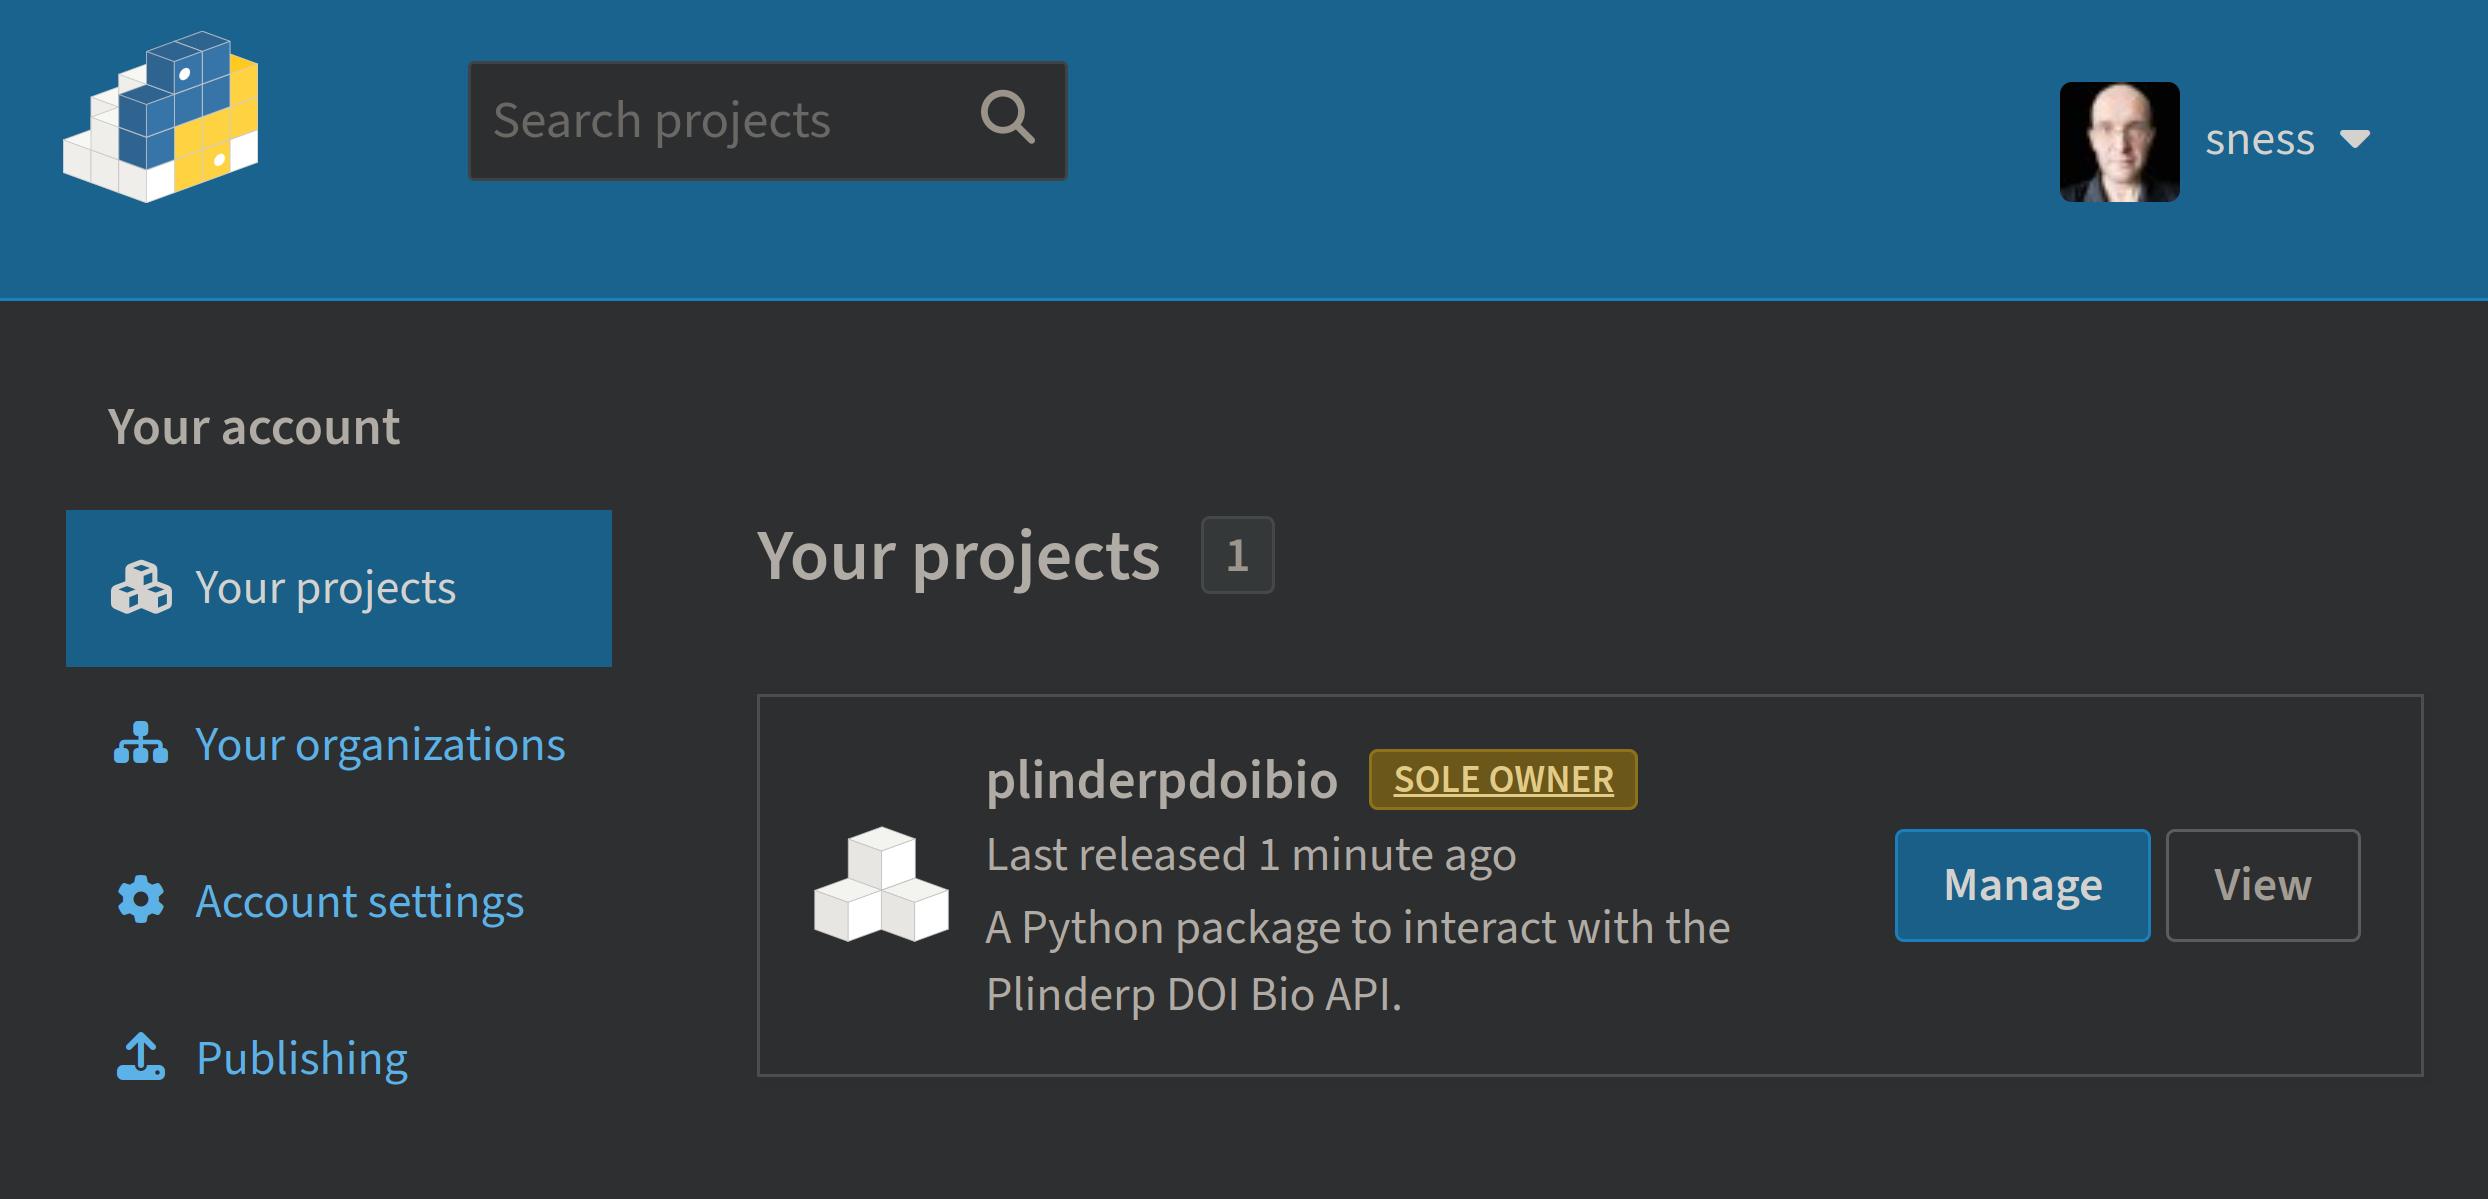 Search projects
sness
Your account
Your projects
Your organizations
Account settings
Publishing
Your projects 1
plinderpdoibio SOLE OWNER
Last released 1 minute ago
A Python package to interact with the
Plinderp DOI Bio API.
Manage
View